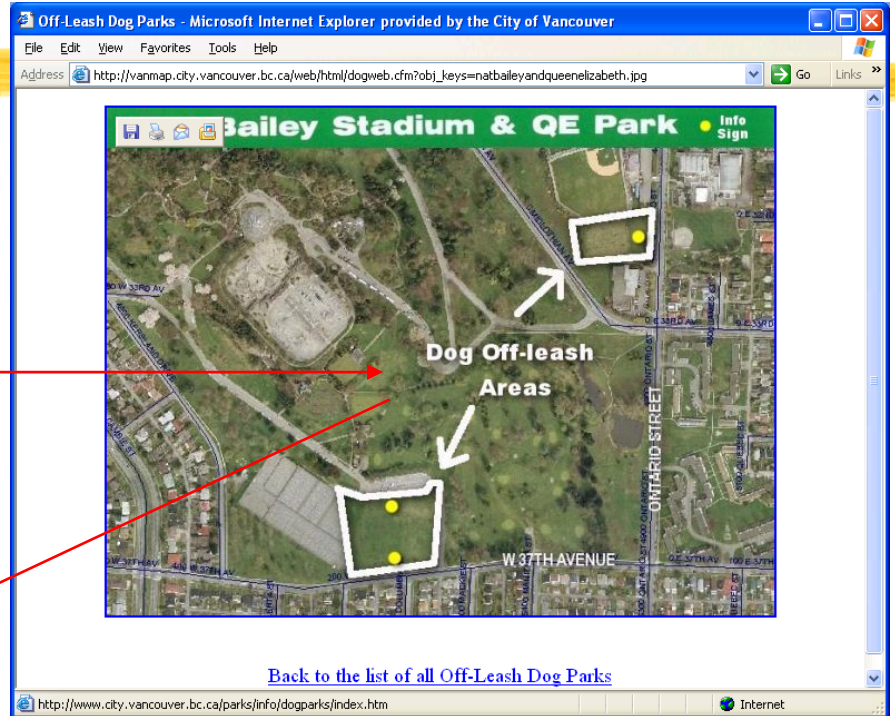 Off-Leash Dog Parks - Microsoft Internet Explorer provided by the City of Vancouver
File Edit View Favorites Tools Help
Address http://vanmap.city.vancouver.bc.ca/web/html/dogweb.cfm?obj_keys=natbaileyandqueenelizabeth.jpg Go Links »
Bailey Stadium & QE Park Info
Sign
Dog Off-leash
Areas
ONTARIO STREET
W 37TH AVENUE
Back to the list of all Off-Leash Dog Parks
http://www.city.vancouver.bc.ca/parks/info/dogparks/index.htm Internet